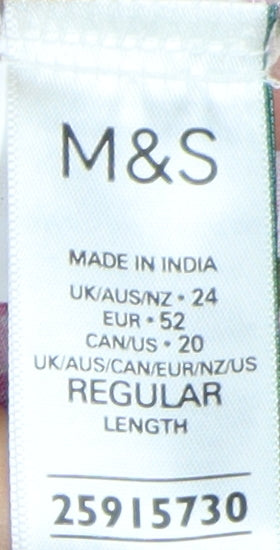 M&S
MADE IN INDIA
UK/AUS/NZ • 24
EUR • 52
CAN/US • 20
UK/AUS/CAN/EUR/NZ/US
REGULAR
LENGTH
25915730